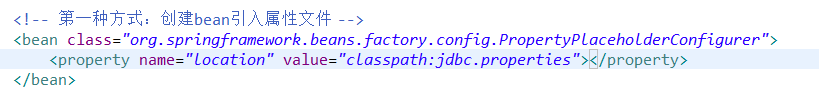 <!-- 第一种方式：创建bean引入属性文件 -->
<bean class="org.springframework.beans.factory.config.PropertyPlaceholderConfigurer">
<property name="location" value="classpath:jdbc.properties"></property>
</bean>